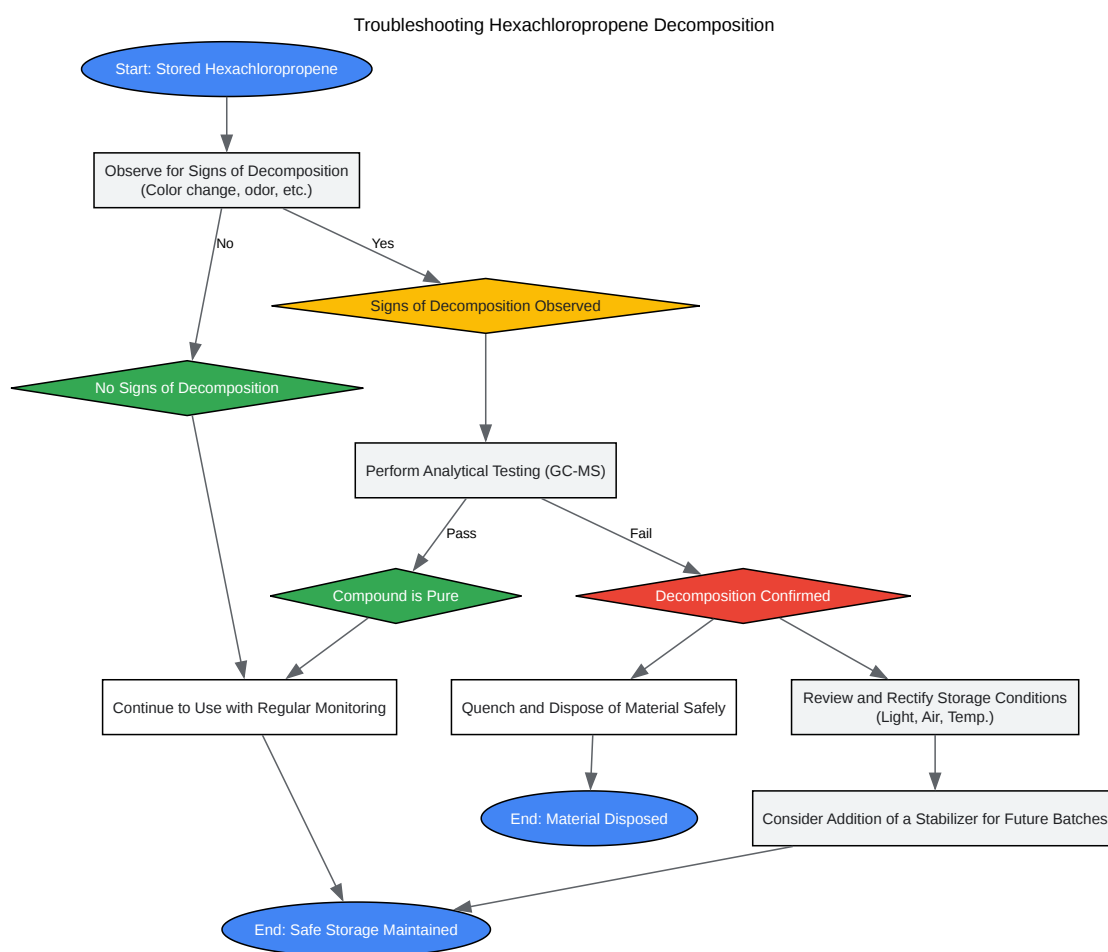 Troubleshooting Hexachloropropene Decomposition
Start: Stored Hexachloropropene
Observe for Signs of Decomposition
(Color change, odor, etc.)
No
Yes
Signs of Decomposition Observed
No Signs of Decomposition
Perform Analytical Testing (GC-MS)
Pass
Fail
Compound is Pure
Decomposition Confirmed
Continue to Use with Regular Monitoring
Quench and Dispose of Material Safely
Review and Rectify Storage Conditions
(Light, Air, Temp.)
End: Material Disposed
Consider Addition of a Stabilizer for Future Batches
End: Safe Storage Maintained